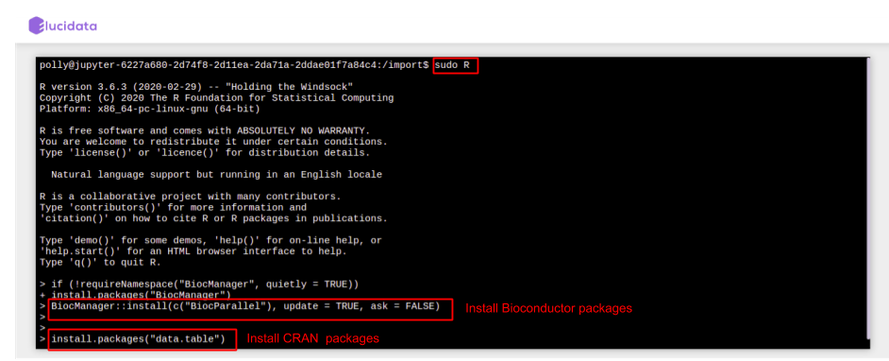 elucidata
polly@jupyter-6227a680-2d74f8-2d11ea-2da71a-2ddae01f7a84c4:/import$ sudo R
R version 3.6.3 (2020-02-29) -- "Holding the Windsock"
Copyright (C) 2020 The R Foundation for Statistical Computing
Platform: x86_64-pc-linux-gnu (64-bit)
R is free software and comes with ABSOLUTELY NO WARRANTY.
You are welcome to redistribute it under certain conditions.
Type 'license()' or 'licence()' for distribution details.
Natural language support but running in an English locale
R is a collaborative project with many contributors.
Type 'contributors()' for more information and
'citation()' on how to cite R or R packages in publications.
Type 'demo()' for some demos, 'help()' for on-line help, or
'help.start()' for an HTML browser interface to help.
Type 'q()' to quit R.
> if (!requireNamespace("BiocManager", quietly = TRUE))
+ install.packages("BiocManager")
> BiocManager::install(c("BiocParallel"), update = TRUE, ask = FALSE) Install Bioconductor packages
>
>
> install.packages("data.table") Install CRAN packages